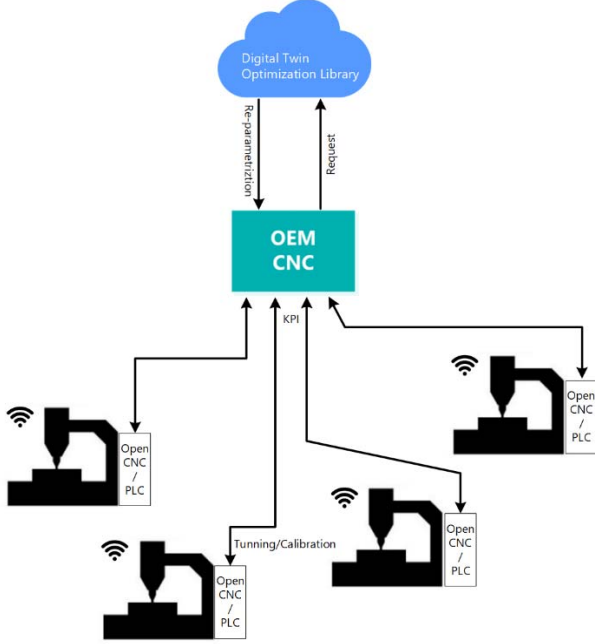 Digital Twin
Optimization Library
Re-parametriztion
Request
OEM
CNC
KPI
Open
CNC
/
PLC
Open
CNC
/
PLC
Open
CNC
/
PLC
Tunning/Calibration
Open
CNC
/
PLC